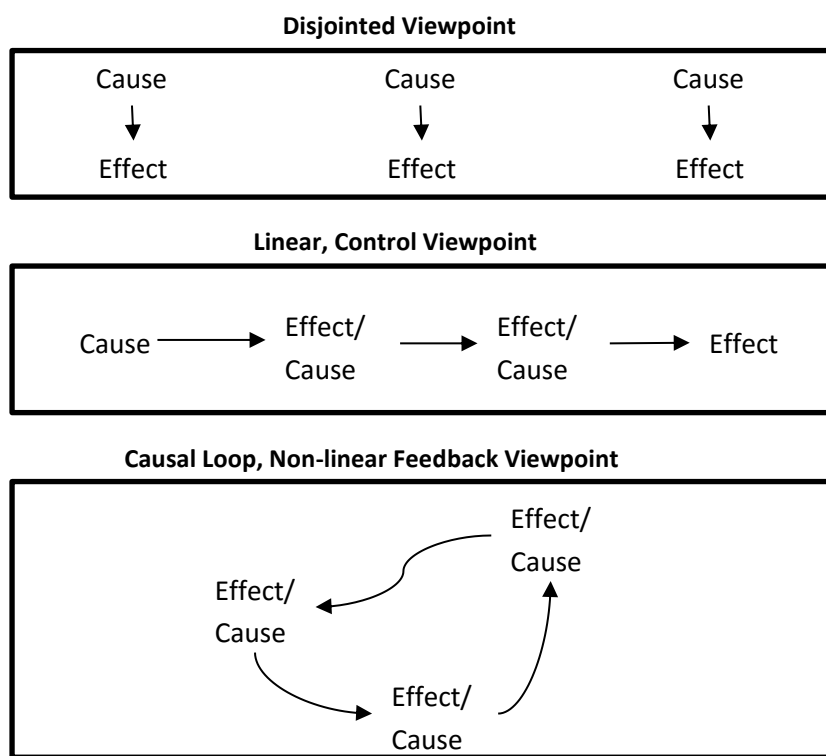 Disjointed Viewpoint
Cause Cause Cause
Effect Effect Effect
Linear, Control Viewpoint
Cause Effect/ Effect/ Effect
Cause Cause
Causal Loop, Non-linear Feedback Viewpoint
Effect/
Cause
Effect/
Cause
Effect/
Cause